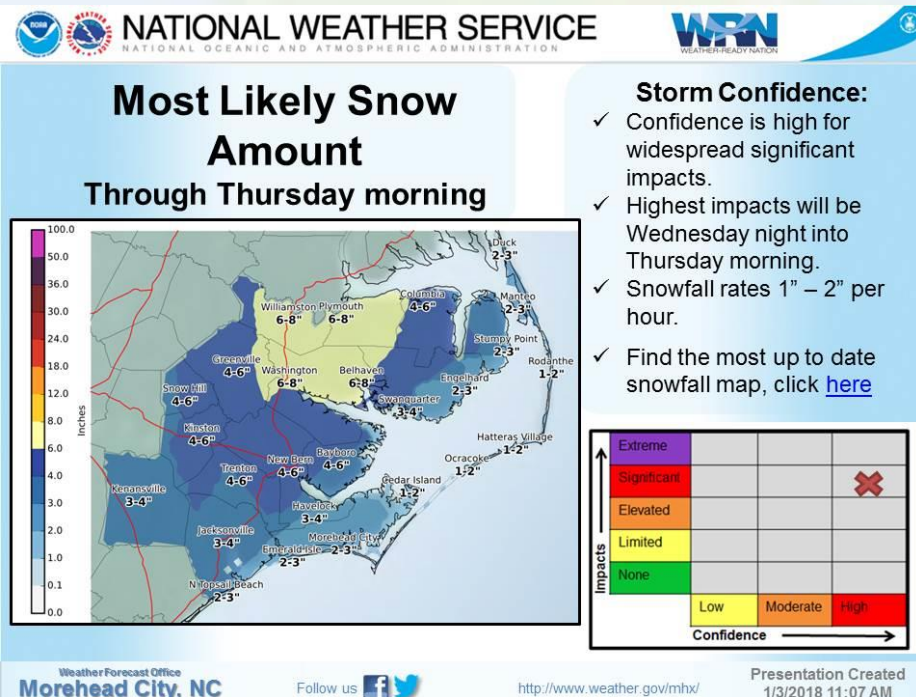 NATIONAL WEATHER SERVICE
NATIONAL OCEANIC AND ATMOSPHERIC ADMINISTRATION
WRN
WEATHER-READY NATION
Most Likely Snow
Amount
Through Thursday morning
100.0
50.0
36.0
30.0
24.0
18.0
12.0
8.0
6.0
4.0
3.0
2.0
1.0
0.1
0.0
Inches
Duck
2-3"
Williamston
6-8"
Plymouth
6-8"
Columbia
4-6"
Manteo
2-3"
Stumpy Point
2-3"
Rodanthe
1-2"
Greenville
4-6"
Washington
6-8"
Belhaven
6-8"
Engelhard
2-3"
Snow Hill
4-6"
Swanquarter
3-4"
Kinston
4-6"
Hatteras Village
1-2"
Trenton
4-6"
New Bern
4-6"
Bayboro
4-6"
Ocracoke
1-2"
Kenansville
3-4"
Cedar Island
1-2"
Havelock
3-4"
Jacksonville
3-4"
Morehead City
2-3"
Emerald Isle
2-3"
N Topsail Beach
2-3"
Storm Confidence:
✓ Confidence is high for
widespread significant
impacts.
✓ Highest impacts will be
Wednesday night into
Thursday morning.
✓ Snowfall rates 1” – 2” per
hour.
✓ Find the most up to date
snowfall map, click here
Impacts
Extreme
Significant
Elevated
Limited
None
Low
Moderate
High
Confidence
Weather Forecast Office
Morehead City, NC
Follow us
http://www.weather.gov/mhx/
Presentation Created
1/3/2018 11:07 AM